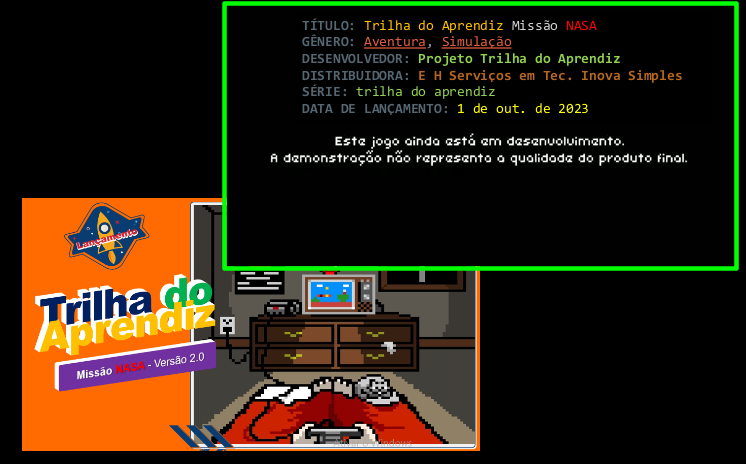 TÍTULO: Trilha do Aprendiz Missão NASA
GÊNERO: Aventura, Simulação
DESENVOLVEDOR: Projeto Trilha do Aprendiz
DISTRIBUIDORA: E H Serviços em Tec. Inova Simples
SÉRIE: trilha do aprendiz
DATA DE LANÇAMENTO: 1 de out. de 2023
Este jogo ainda está em desenvolvimento.
A demonstração não representa a qualidade do produto final.
Lançamento
Trilha do
Aprendiz
Missão NASA - Versão 2.0